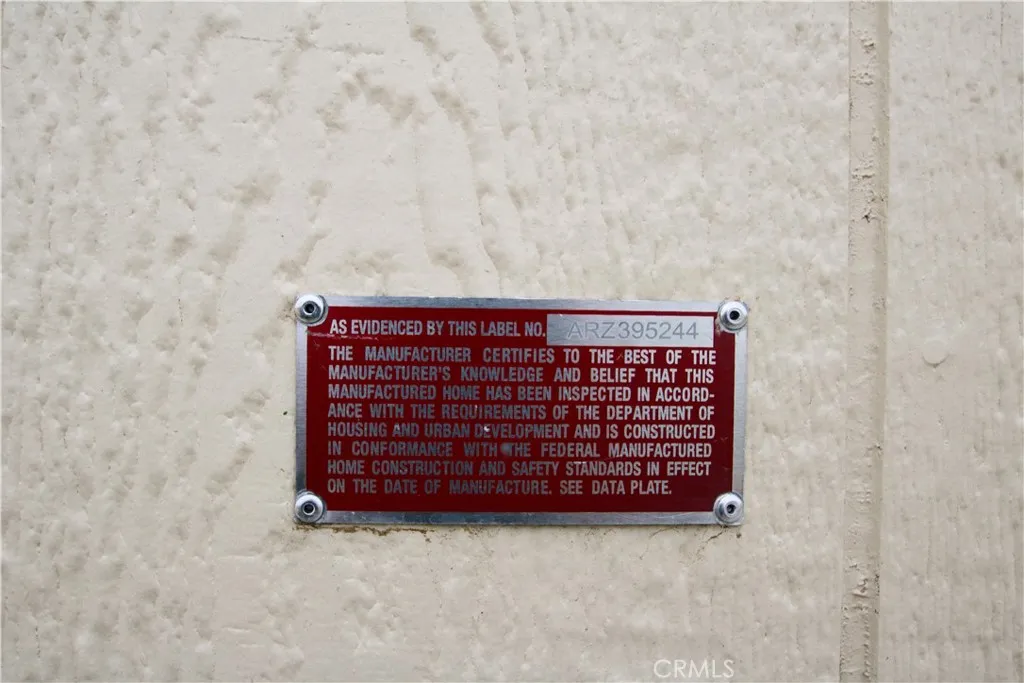 AS EVIDENCED BY THIS LABEL NO. ARZ395244
THE MANUFACTURER CERTIFIES TO THE BEST OF THE
MANUFACTURER'S KNOWLEDGE AND BELIEF THAT THIS
MANUFACTURED HOME HAS BEEN INSPECTED IN ACCORD-
ANCE WITH THE REQUIREMENTS OF THE DEPARTMENT OF
HOUSING AND URBAN DEVELOPMENT AND IS CONSTRUCTED
IN CONFORMANCE WITH THE FEDERAL MANUFACTURED
HOME CONSTRUCTION AND SAFETY STANDARDS IN EFFECT
ON THE DATE OF MANUFACTURE. SEE DATA PLATE.
CRMLS